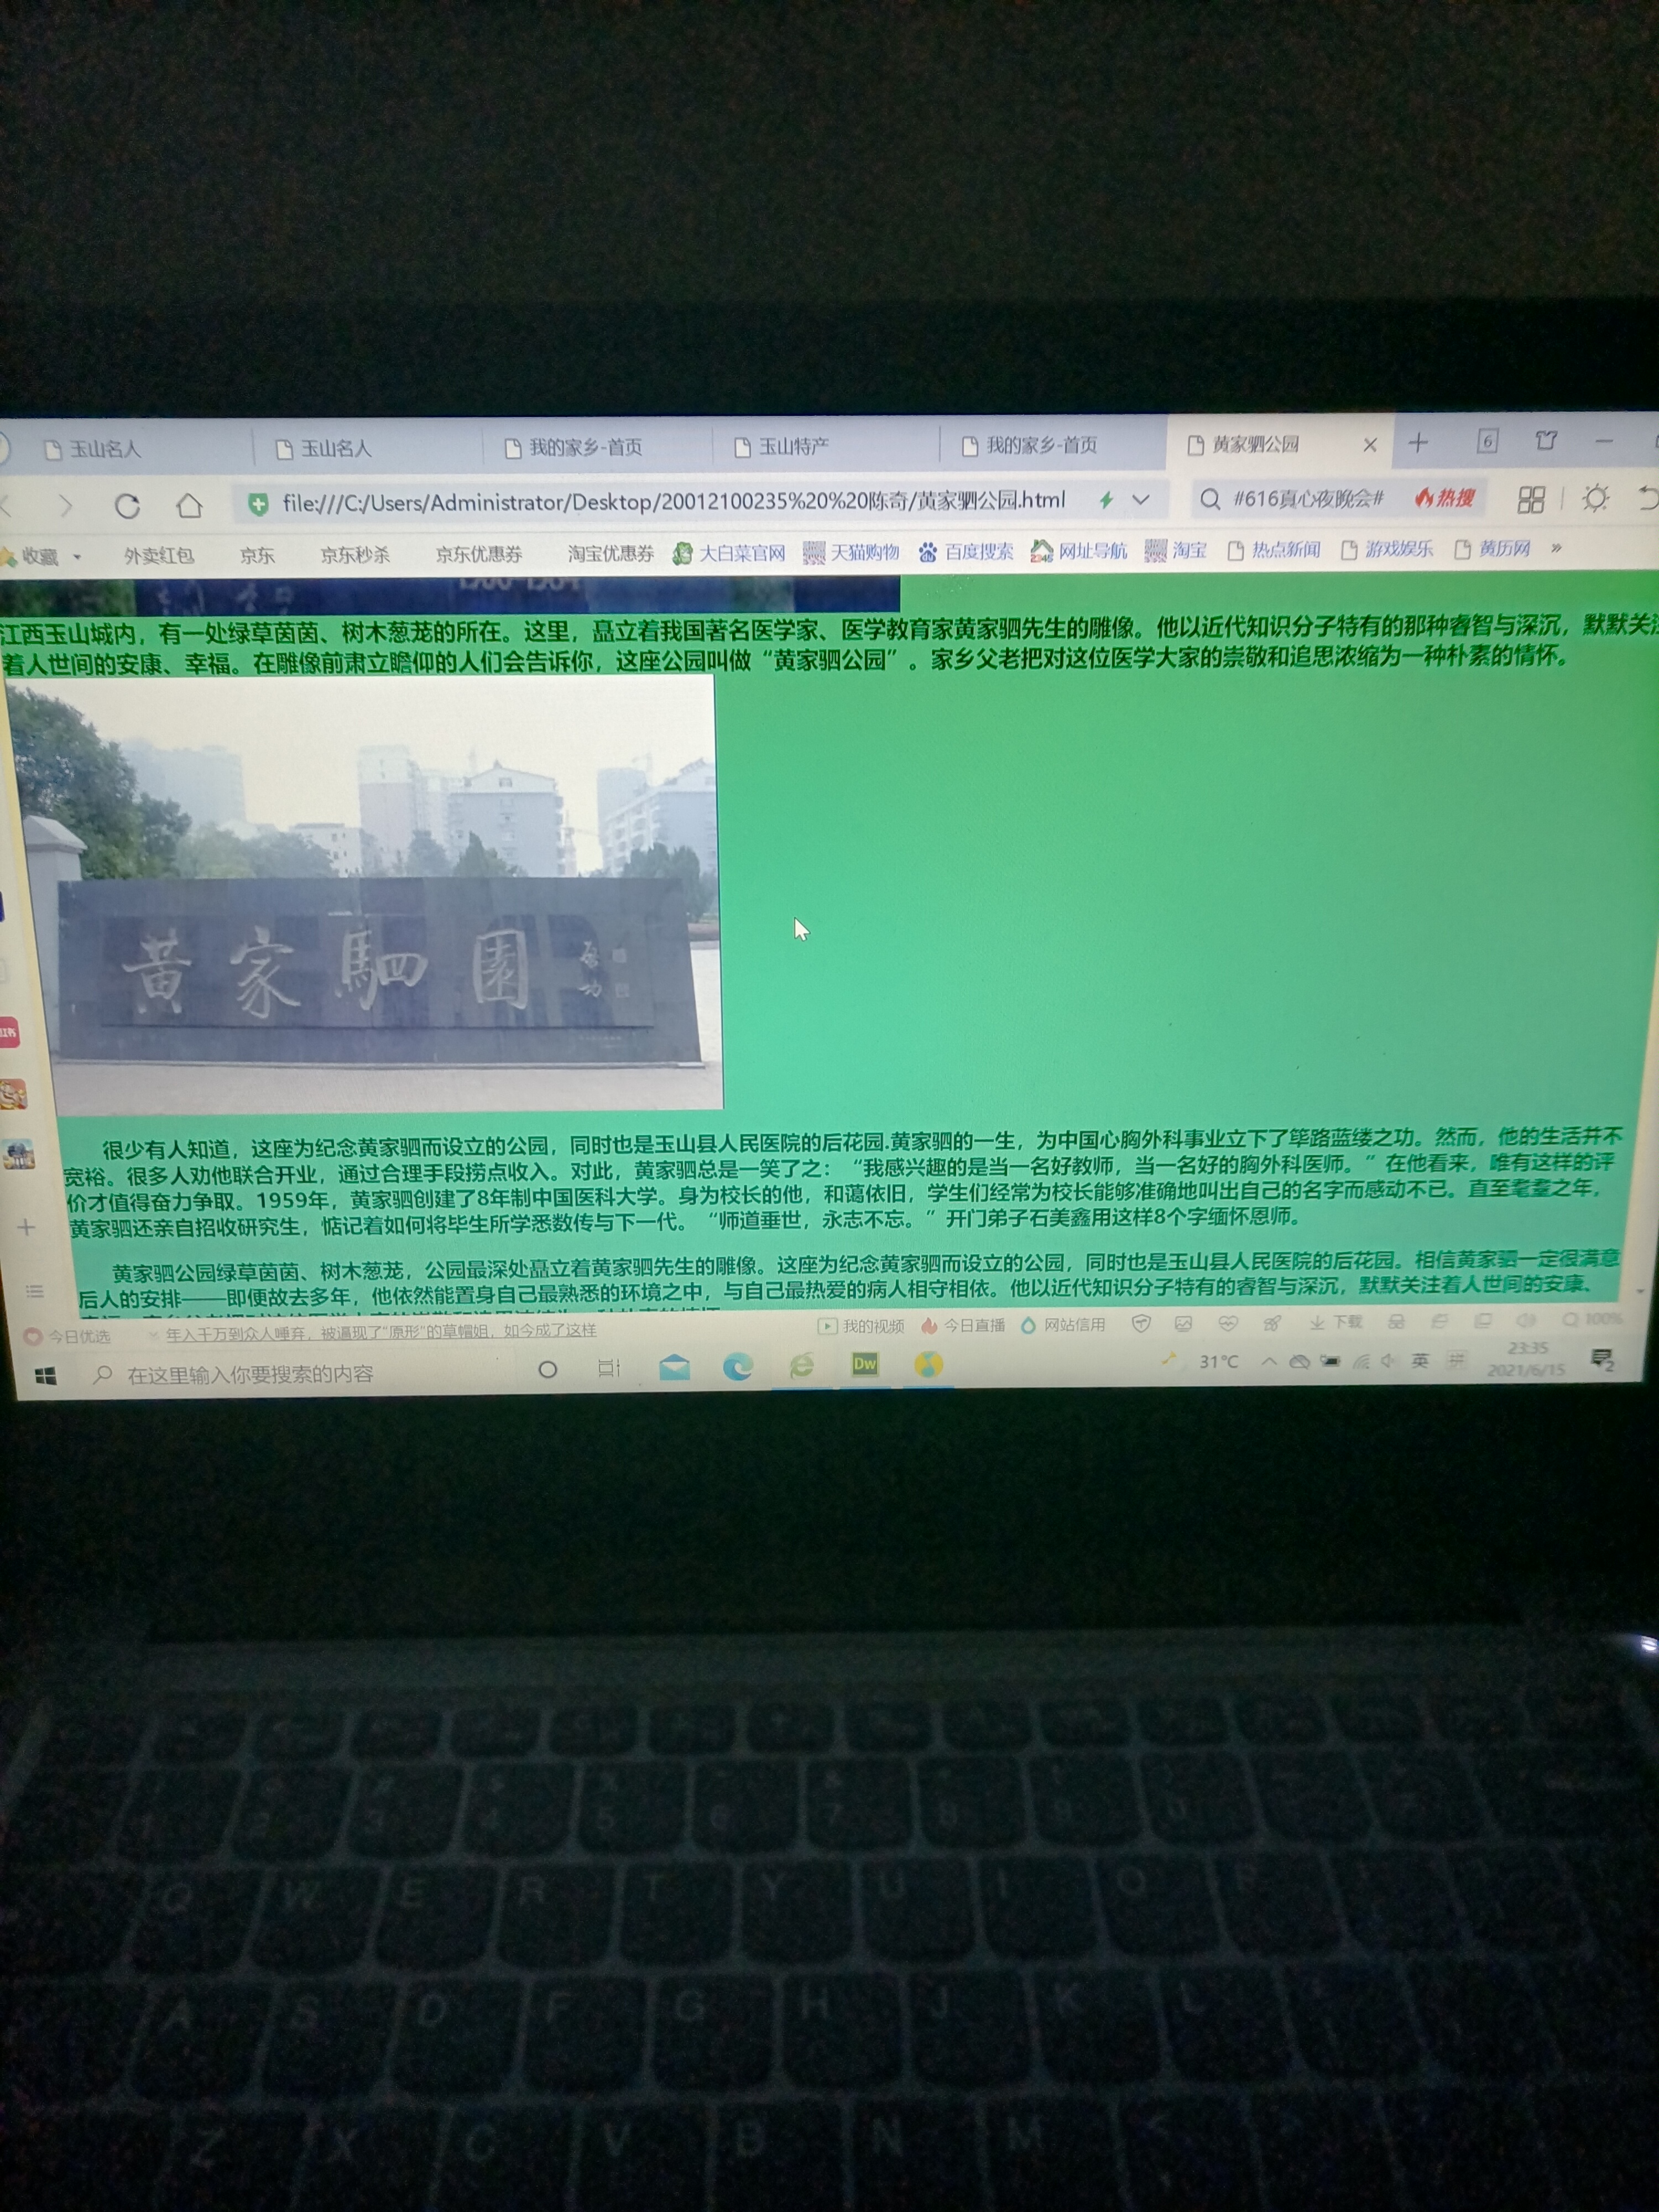 玉山名人 玉山名人 我的家乡-首页 玉山特产 我的家乡-首页 黄家驷公园 6
file:///C:/Users/Administrator/Desktop/20012100235%20%20陈奇/黄家驷公园.html #616真心夜晚会# 热搜
收藏 外卖红包 京东 京东秒杀 京东优惠券 淘宝优惠券 大白菜官网 天猫购物 百度搜索 2345 网址导航 淘宝 热点新闻 游戏娱乐 黄历网 »
江西玉山城内，有一处绿草茵茵、树木葱茏的所在。这里，矗立着我国著名医学家、医学教育家黄家驷先生的雕像。他以近代知识分子特有的那种睿智与深沉，默默关注
着人世间的安康、幸福。在雕像前肃立瞻仰的人们会告诉你，这座公园叫做“黄家驷公园”。家乡父老把对这位医学大家的崇敬和追思浓缩为一种朴素的情怀。
黄家駟園 启功
很少有人知道，这座为纪念黄家驷而设立的公园，同时也是玉山县人民医院的后花园.黄家驷的一生，为中国心胸外科事业立下了筚路蓝缕之功。然而，他的生活并不
宽裕。很多人劝他联合开业，通过合理手段捞点收入。对此，黄家驷总是一笑了之：“我感兴趣的是当一名好教师，当一名好的胸外科医师。”在他看来，唯有这样的评
价才值得奋力争取。1959年，黄家驷创建了8年制中国医科大学。身为校长的他，和蔼依旧，学生们经常为校长能够准确地叫出自己的名字而感动不已。直至耄耋之年，
黄家驷还亲自招收研究生，惦记着如何将毕生所学悉数传与下一代。“师道垂世，永志不忘。”开门弟子石美鑫用这样8个字缅怀恩师。
黄家驷公园绿草茵茵、树木葱茏，公园最深处矗立着黄家驷先生的雕像。这座为纪念黄家驷而设立的公园，同时也是玉山县人民医院的后花园。相信黄家驷一定很满意
后人的安排——即便故去多年，他依然能置身自己最熟悉的环境之中，与自己最热爱的病人相守相依。他以近代知识分子特有的睿智与深沉，默默关注着人世间的安康、
今日优选 年入千万到众人唾弃，被逼现了“原形”的草帽姐，如今成了这样 我的视频 今日直播 网站信用 下载 100%
在这里输入你要搜索的内容 Dw 31°C 英 拼 23:35
2021/6/15 2
2 3 4 5 6 7 8 9
Q W E R T Y U I O P
A S D F G H J K L
Z X C V B N M